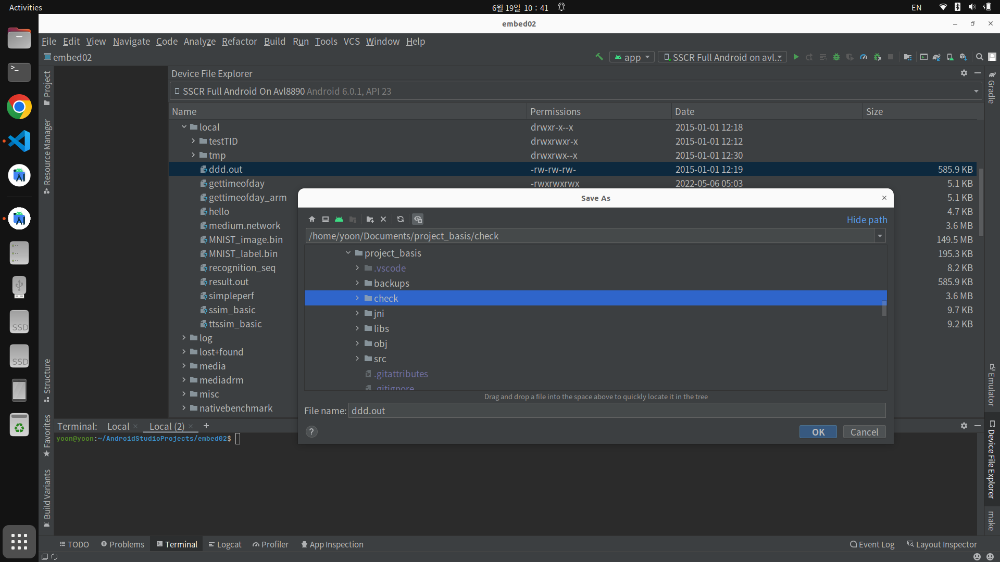 Activities
6월 19일 10 : 41
EN
embed02
File Edit View Navigate Code Analyze Refactor Build Run Tools VCS Window Help
embed02
app
SSCR Full Android on avl..
Project
Resource Manager
Structure
Favorites
Build Variants
Device File Explorer
SSCR Full Android On Avl8890 Android 6.0.1, API 23
Name Permissions Date Size
local drwxr-x--x 2015-01-01 12:18
testTID drwxrwxr-x 2015-01-01 12:12
tmp drwxrwx--x 2015-01-01 12:30
ddd.out -rw-rw-rw- 2015-01-01 12:19 585.9 KB
gettimeofday -rwxrwxrwx 2022-05-06 05:03 5.1 KB
gettimeofday_arm 5.1 KB
hello 4.7 KB
medium.network 3.6 MB
MNIST_image.bin 149.5 MB
MNIST_label.bin 195.3 KB
recognition_seq 8.2 KB
result.out 585.9 KB
simpleperf 3.6 MB
ssim_basic 9.7 KB
ttssim_basic 9.2 KB
log
lost+found
media
mediadrm
misc
nativebenchmark
Save As
Hide path
/home/yoon/Documents/project_basis/check
project_basis
.vscode
backups
check
jni
libs
obj
src
.gitattributes
.gitignore
Drag and drop a file into the space above to quickly locate it in the tree
File name: ddd.out
?
OK
Cancel
Terminal: Local Local (2)
yoon@yoon:~/AndroidStudioProjects/embed02$
SSD
SSD
Gradle
Emulator
Device File Explorer
make
TODO Problems Terminal Logcat Profiler App Inspection
Event Log Layout Inspector